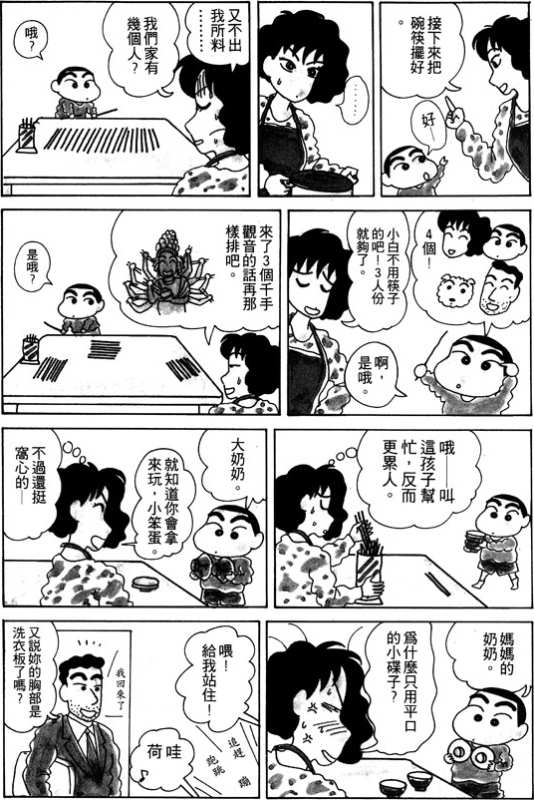 接下來把
碗筷擺好
。
好—
………
又不出
我所料
……
我們家有
幾個人?
哦?
4個!
小白不用筷子
的吧!3人份
就夠了。
啊,
是哦。
來了3個千手
觀音的話再那
樣排吧。
是哦?
哦——叫
這孩子幫
忙,反而
更累人。
大奶奶。
就知道你會拿
來玩,小笨蛋。
不過還挺
窩心的—
媽媽的
奶奶。
爲什麼只用平口
的小碟子?
喂!
給我站住!
追趕
跑跳
蹦
哇
荷
♪
我回來了
又說妳的胸部是
洗衣板了嗎?